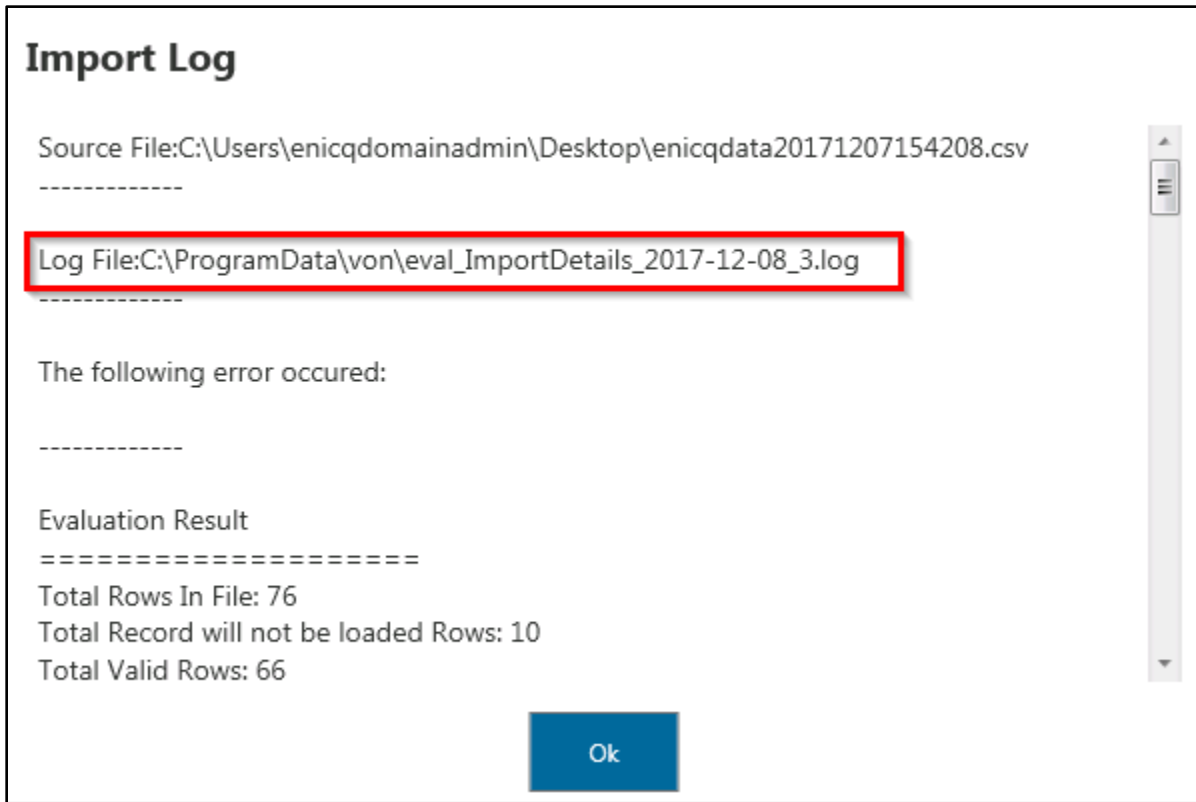 Import Log
Source File:C:\Users\enicqdomainadmin\Desktop\enicqdata20171207154208.csv
-------------
Log File:C:\ProgramData\von\eval_ImportDetails_2017-12-08_3.log
-------------
The following error occured:
-------------
Evaluation Result
====================
Total Rows In File: 76
Total Record will not be loaded Rows: 10
Total Valid Rows: 66
Ok